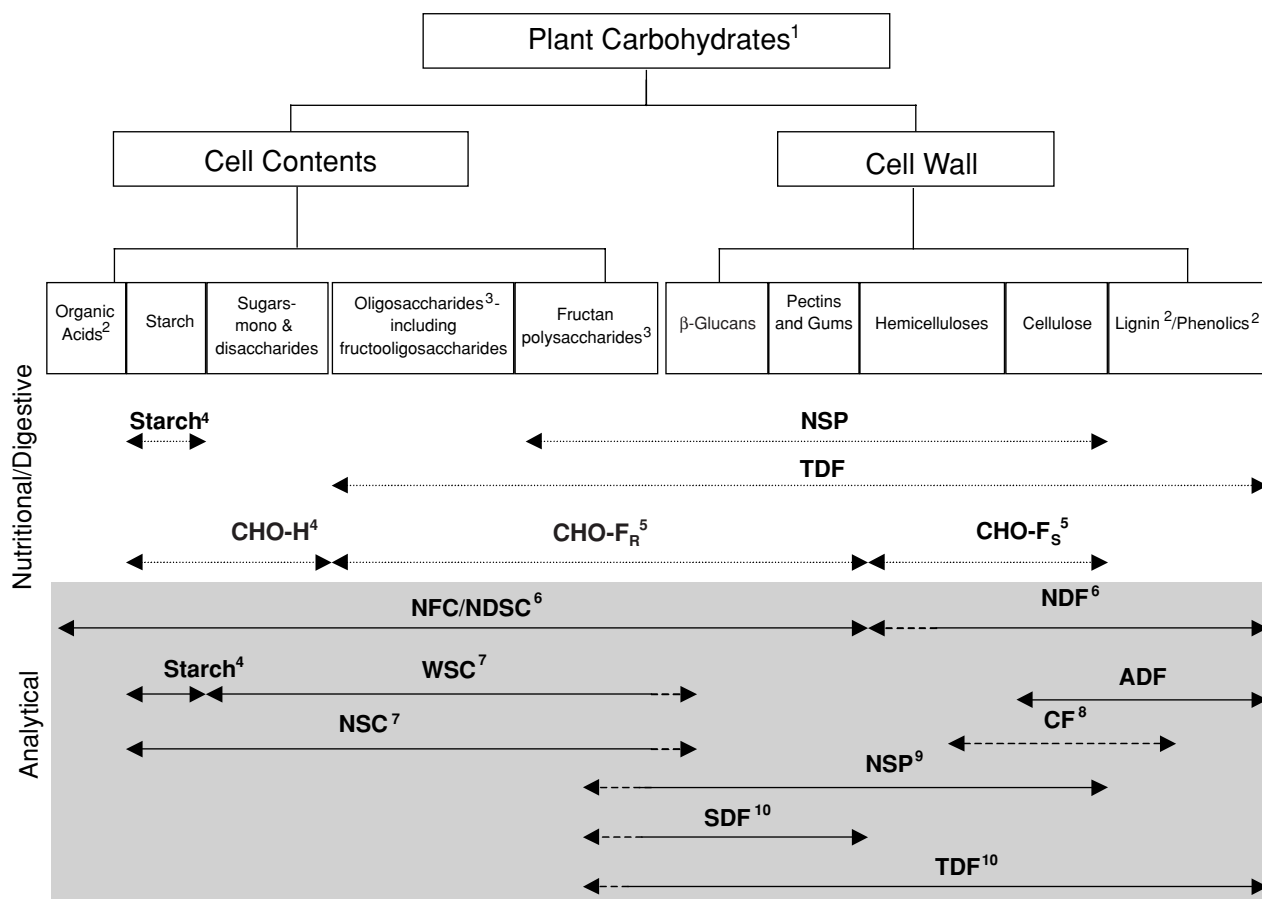 Plant Carbohydrates1
Cell Contents
Cell Wall
Organic
Acids2
Starch
Sugars-
mono &
disaccharides
Oligosaccharides3-
including
fructooligosaccharides
Fructan
polysaccharides3
β-Glucans
Pectins
and Gums
Hemicelluloses
Cellulose
Lignin 2/Phenolics2
Nutritional/Digestive
Starch4
NSP
TDF
CHO-H4
CHO-FR5
CHO-FS5
Analytical
NFC/NDSC6
NDF6
Starch4
WSC7
ADF
NSC7
CF8
NSP9
SDF10
TDF10